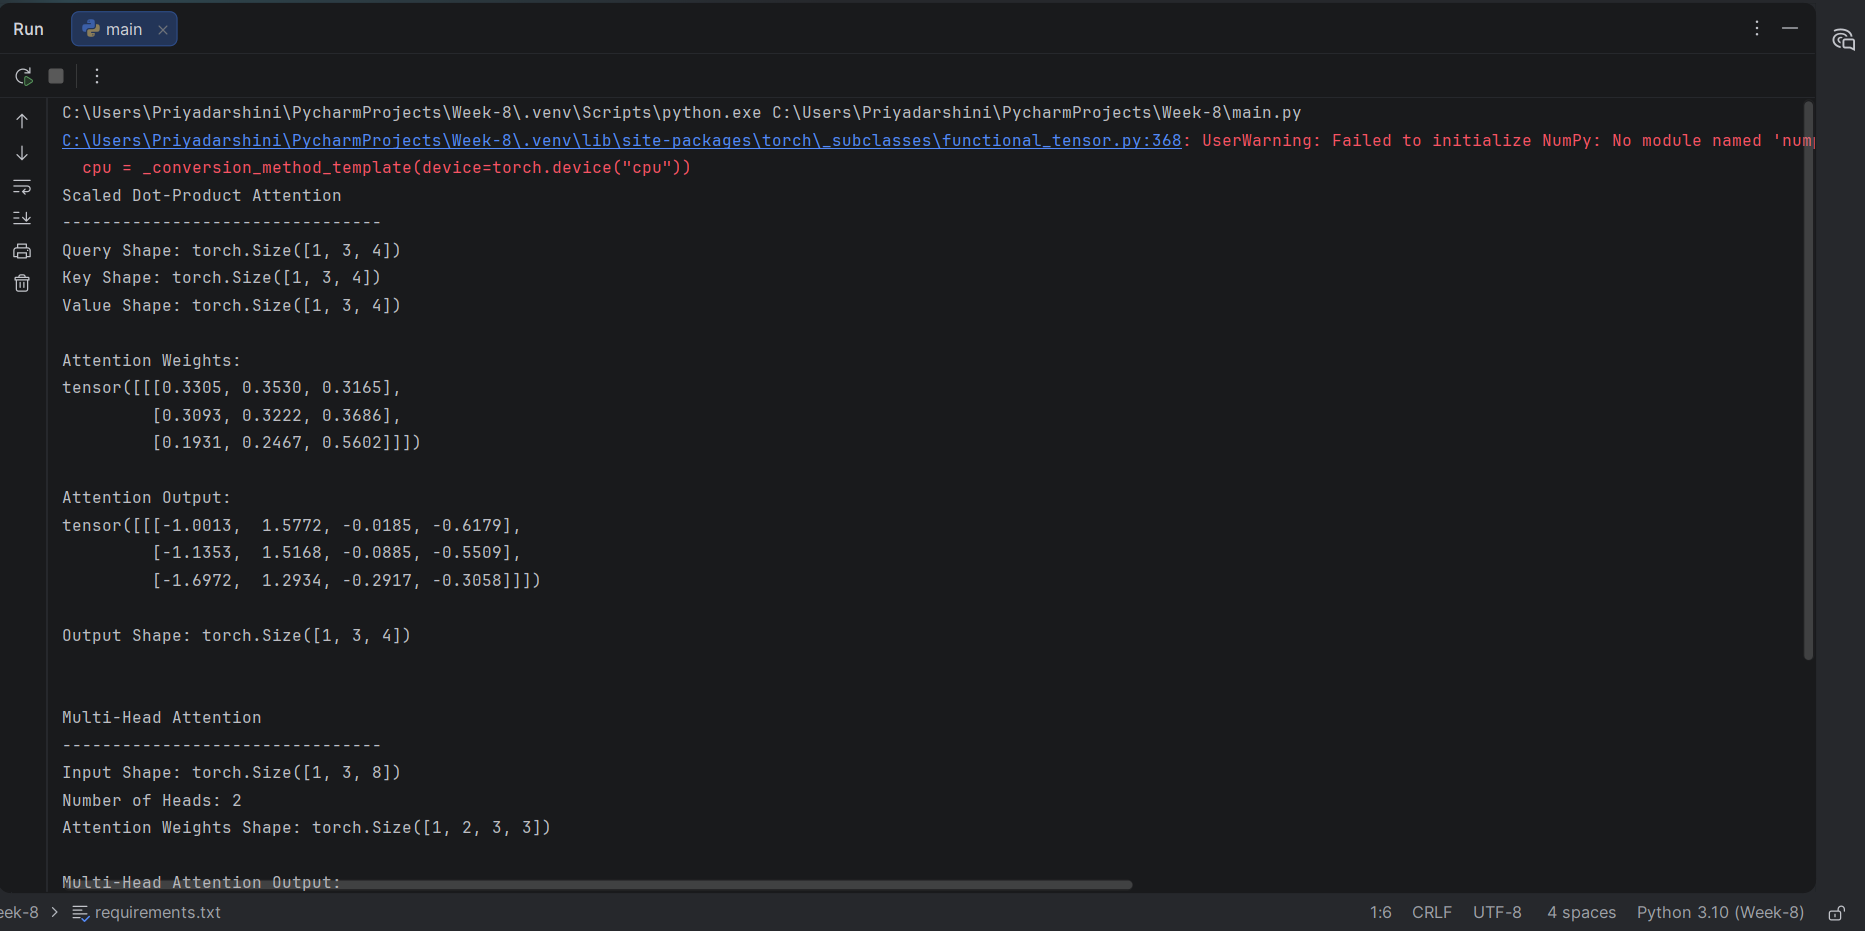 Run
main
C:\Users\Priyadarshini\PycharmProjects\Week-8\.venv\Scripts\python.exe C:\Users\Priyadarshini\PycharmProjects\Week-8\main.py
C:\Users\Priyadarshini\PycharmProjects\Week-8\.venv\lib\site-packages\torch\_subclasses\functional_tensor.py:368: UserWarning: Failed to initialize NumPy: No module named 'num
cpu = _conversion_method_template(device=torch.device("cpu"))
Scaled Dot-Product Attention
--------------------------------
Query Shape: torch.Size([1, 3, 4])
Key Shape: torch.Size([1, 3, 4])
Value Shape: torch.Size([1, 3, 4])
Attention Weights:
tensor([[[0.3305, 0.3530, 0.3165],
[0.3093, 0.3222, 0.3686],
[0.1931, 0.2467, 0.5602]]])
Attention Output:
tensor([[[-1.0013,  1.5772, -0.0185, -0.6179],
[-1.1353,  1.5168, -0.0885, -0.5509],
[-1.6972,  1.2934, -0.2917, -0.3058]]])
Output Shape: torch.Size([1, 3, 4])
Multi-Head Attention
--------------------------------
Input Shape: torch.Size([1, 3, 8])
Number of Heads: 2
Attention Weights Shape: torch.Size([1, 2, 3, 3])
Multi-Head Attention Output:
eek-8 > requirements.txt 1:6 CRLF UTF-8 4 spaces Python 3.10 (Week-8)